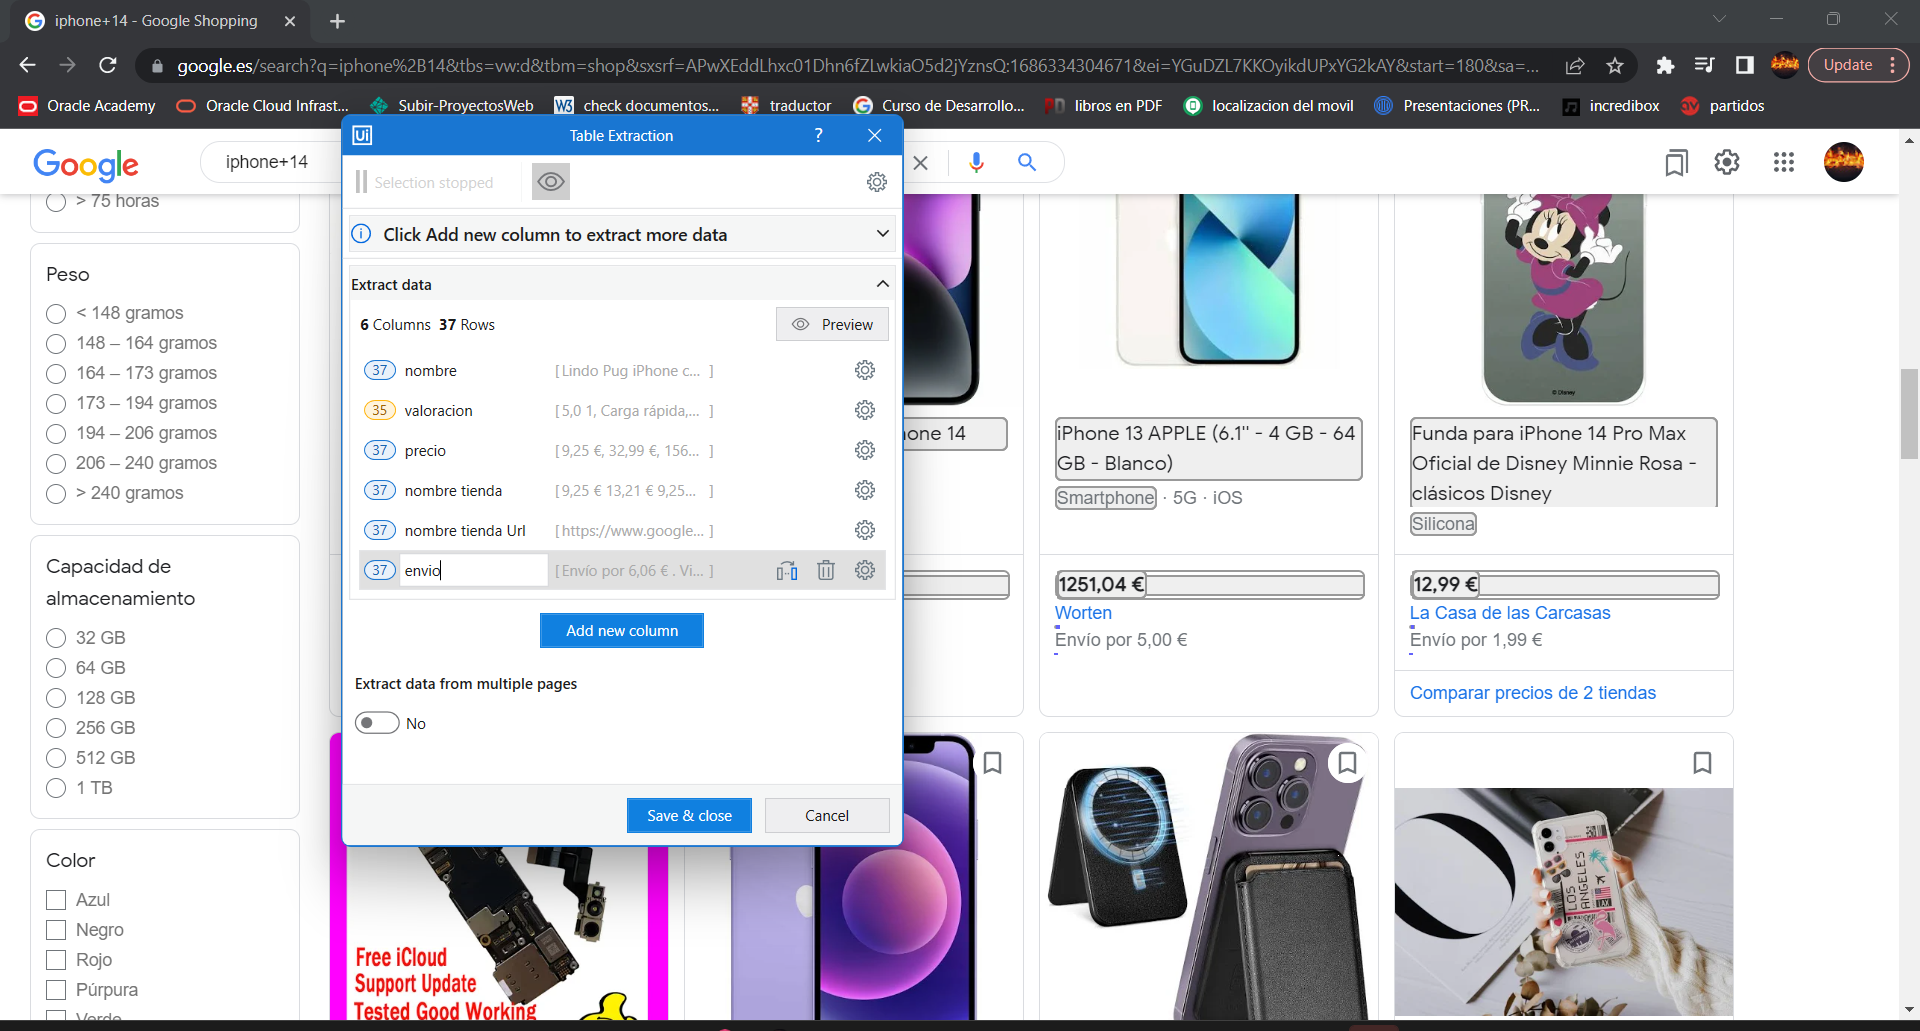 iphone+14 - Google Shopping
google.es/search?q=iphone%2B14&tbs=vw:d&tbm=shop&sxsrf=APwXEddLhxc01Dhn6fZLwkiaO5d2jYznsQ:1686334304671&ei=YGuDZL7KKOyikdUPxYG2kAY&start=180&sa=...
Update
Oracle Academy
Oracle Cloud Infrast...
Subir-ProyectosWeb
W3 check documentos...
traductor
Curso de Desarrollo...
libros en PDF
localizacion del movil
Presentaciones (PR...
incredibox
partidos
Google
iphone+14
> 75 horas
Peso
< 148 gramos
148 – 164 gramos
164 – 173 gramos
173 – 194 gramos
194 – 206 gramos
206 – 240 gramos
> 240 gramos
Capacidad de
almacenamiento
32 GB
64 GB
128 GB
256 GB
512 GB
1 TB
Color
Azul
Negro
Rojo
Púrpura
Verde
Ui Table Extraction ?
Selection stopped
Click Add new column to extract more data
Extract data
6 Columns 37 Rows
Preview
37 nombre [ Lindo Pug iPhone c... ]
35 valoracion [ 5,0 1, Carga rápida,... ]
37 precio [ 9,25 €, 32,99 €, 156... ]
37 nombre tienda [ 9,25 € 13,21 € 9,25... ]
37 nombre tienda Url [ https://www.google... ]
37 envio [ Envío por 6,06 € . Vi... ]
Add new column
Extract data from multiple pages
No
Save & close
Cancel
one 14
iPhone 13 APPLE (6.1" - 4 GB - 64
GB - Blanco)
Smartphone · 5G · iOS
1251,04 €
Worten
Envío por 5,00 €
© Disney
Funda para iPhone 14 Pro Max
Oficial de Disney Minnie Rosa -
clásicos Disney
Silicona
12,99 €
La Casa de las Carcasas
Envío por 1,99 €
Comparar precios de 2 tiendas
Free iCloud
Support Update
Tested Good Working
LOS
ANGELES